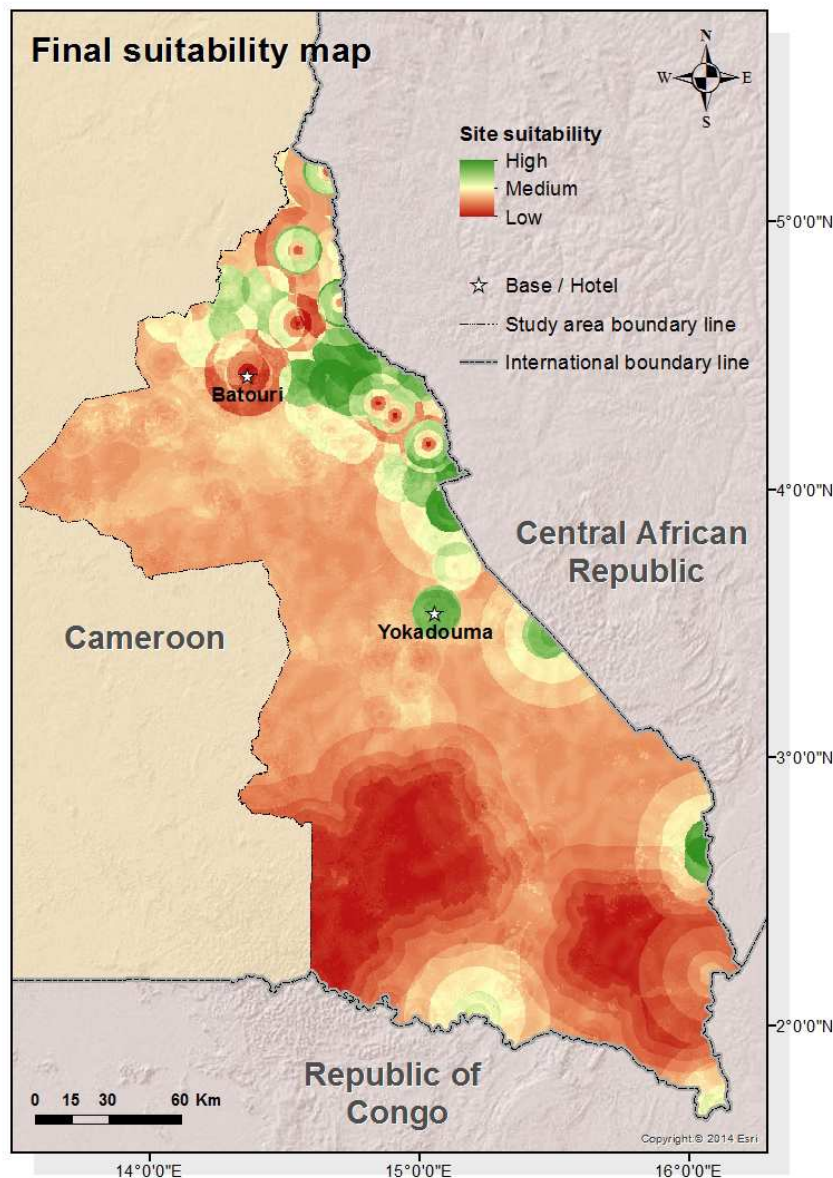 Final suitability map
N
W E
S
Site suitability
High
Medium
Low
Base / Hotel
Study area boundary line
International boundary line
5°0'0"N
Batouri
4°0'0"N
Central African
Republic
Cameroon
Yokadouma
3°0'0"N
2°0'0"N
Republic of
Congo
0 15 30 60 Km
Copyright:© 2014 Esri
14°0'0"E 15°0'0"E 16°0'0"E